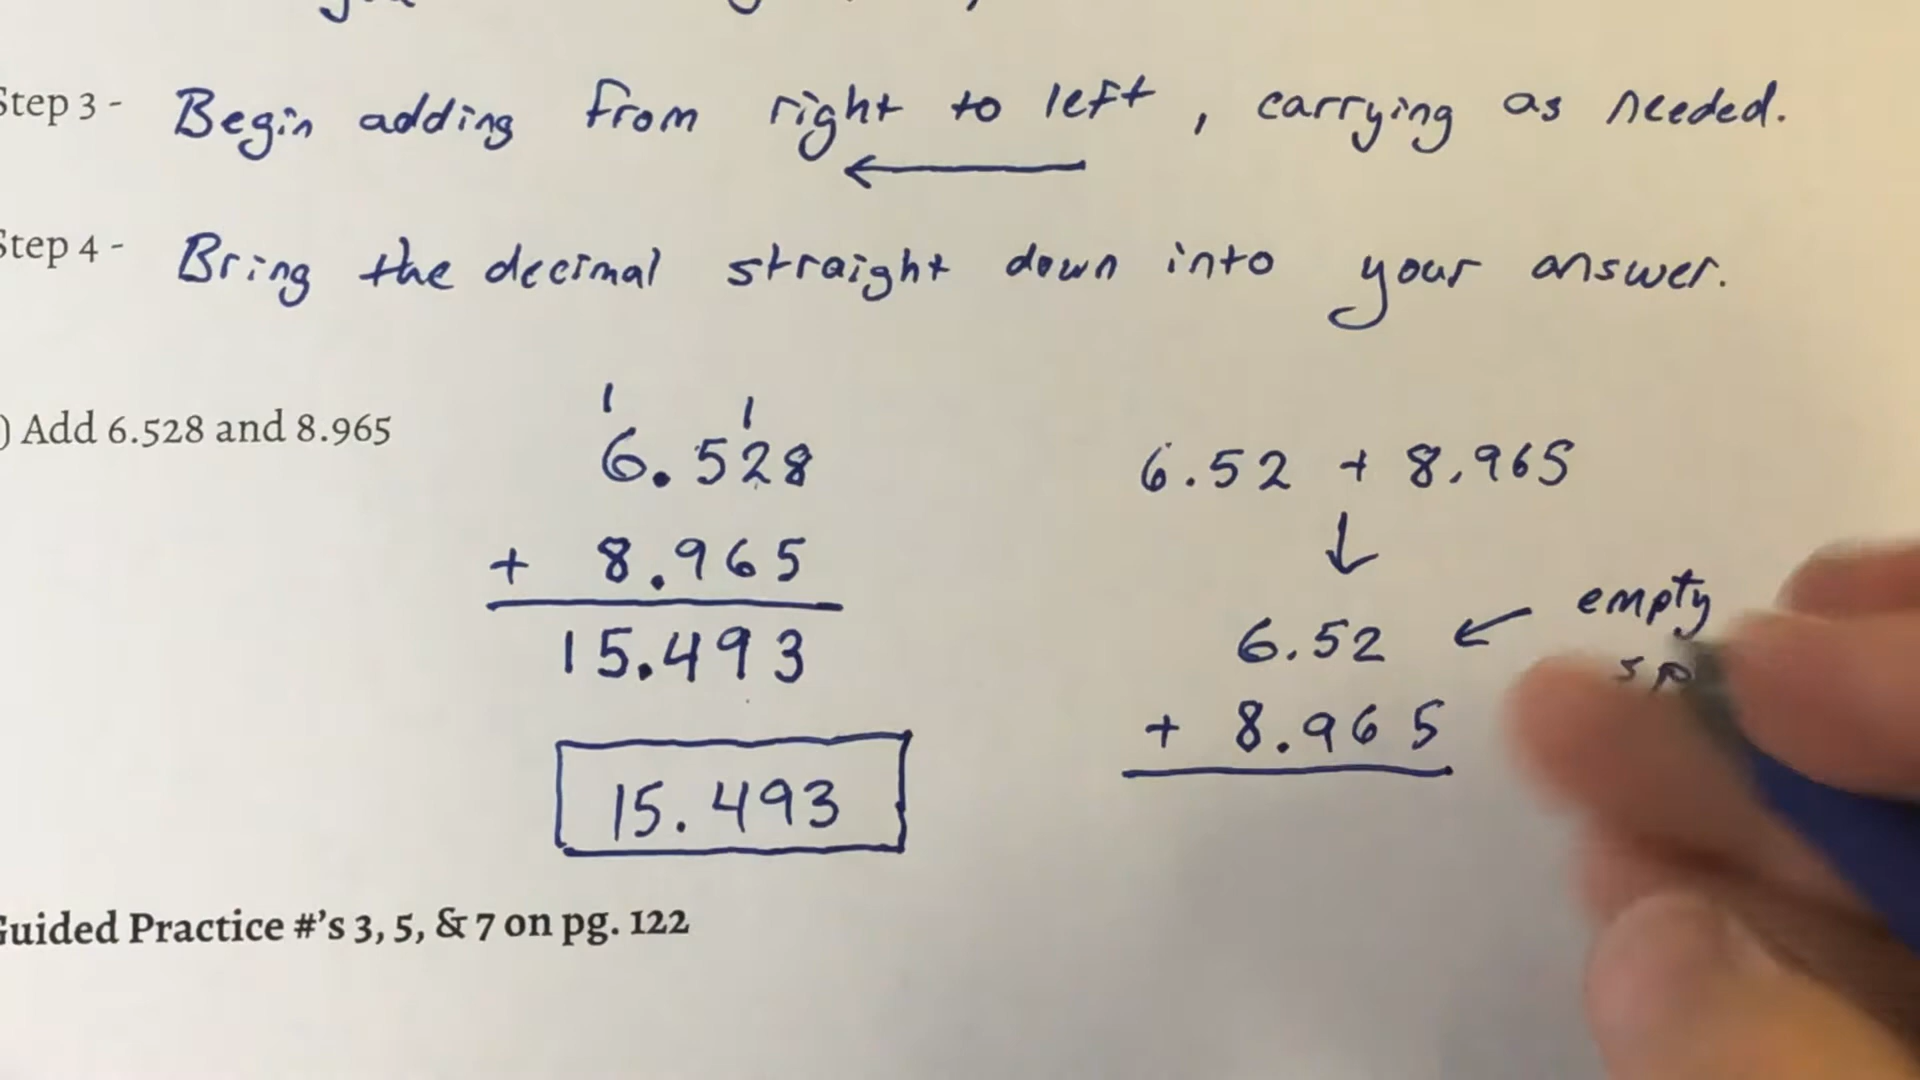 Step 3 - Begin adding from right to left, carrying as needed.
Step 4 - Bring the decimal straight down into your answer.
) Add 6.528 and 8.965
1 1
6.528
+ 8.965
15.493
15.493
6.52 + 8.965
6.52
+ 8.965
empty
Guided Practice #'s 3, 5, & 7 on pg. 122